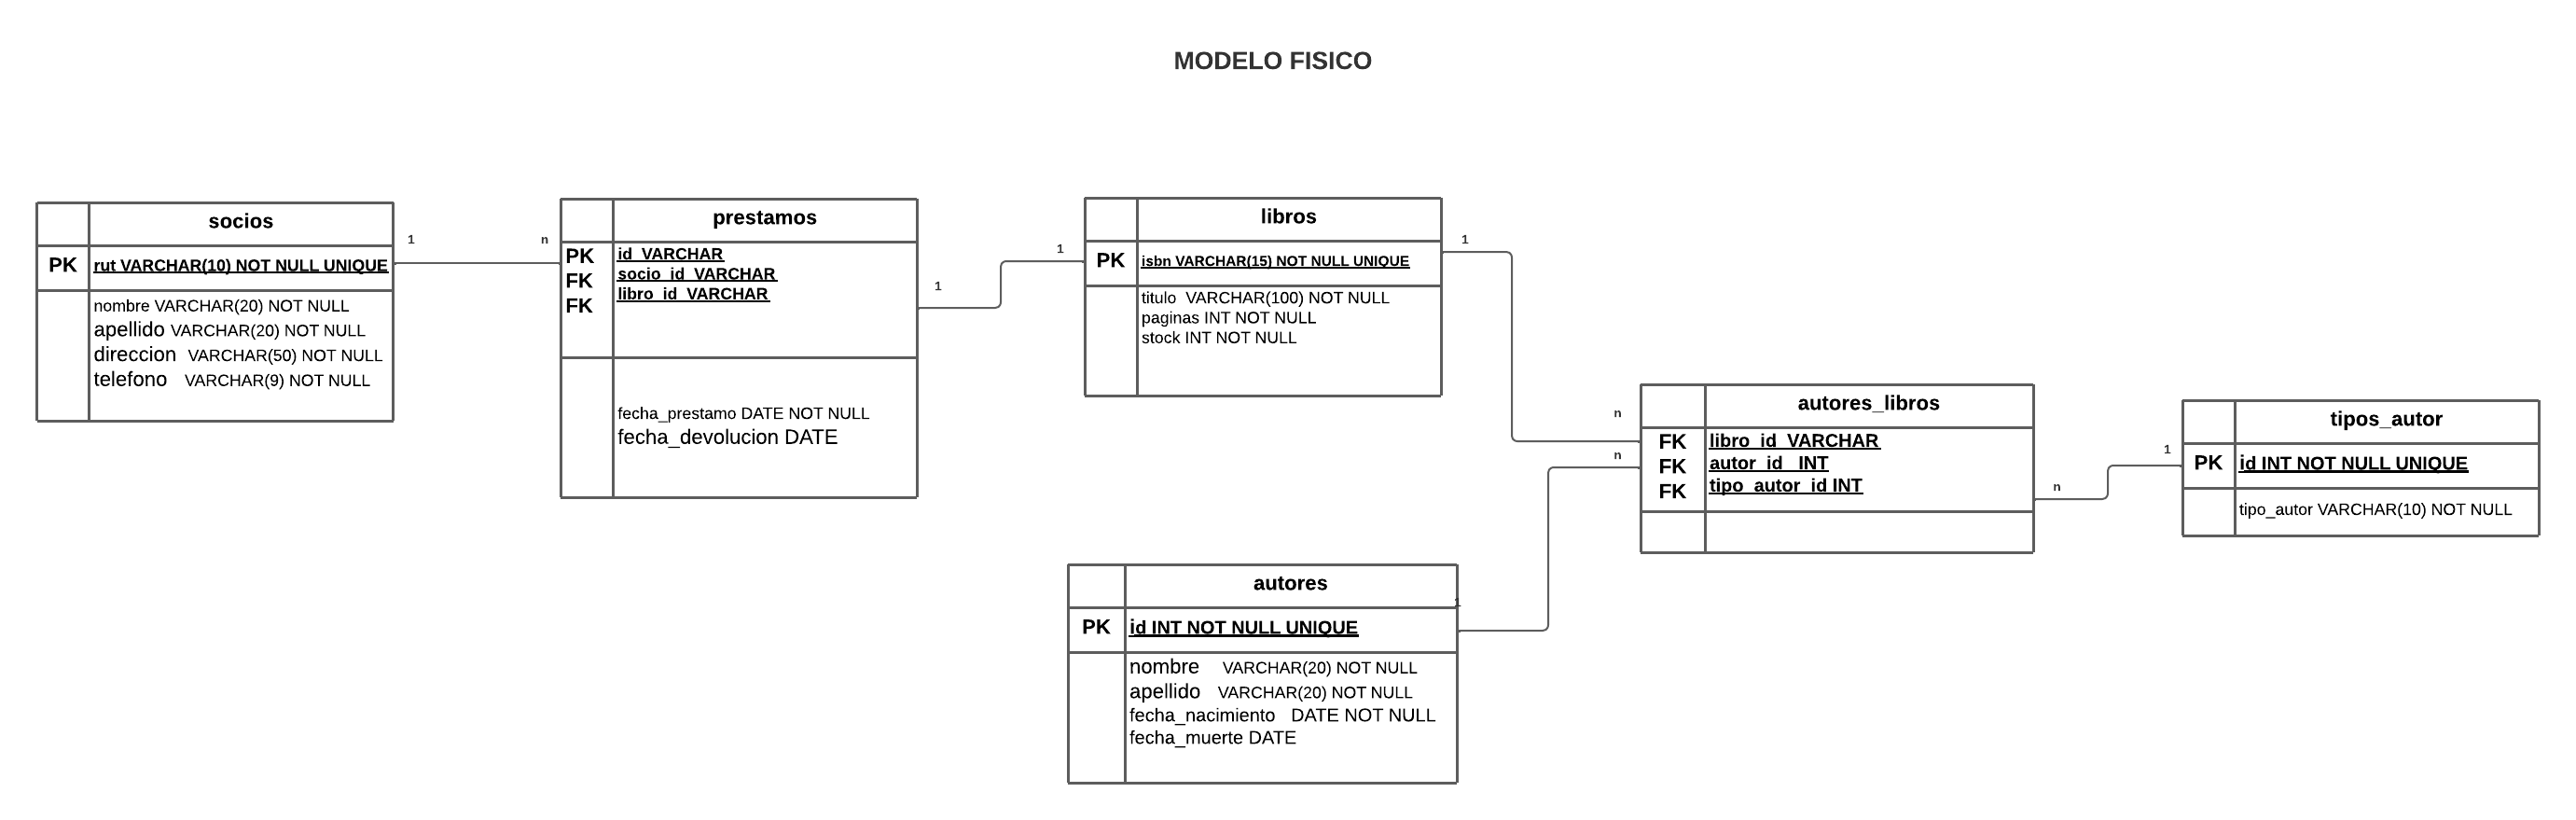 MODELO FISICO
socios
PK rut VARCHAR(10) NOT NULL UNIQUE
nombre VARCHAR(20) NOT NULL
apellido VARCHAR(20) NOT NULL
direccion VARCHAR(50) NOT NULL
telefono VARCHAR(9) NOT NULL
1
n
prestamos
PK id VARCHAR
FK socio_id VARCHAR
FK libro_id VARCHAR
fecha_prestamo DATE NOT NULL
fecha_devolucion DATE
1
1
libros
PK isbn VARCHAR(15) NOT NULL UNIQUE
titulo VARCHAR(100) NOT NULL
paginas INT NOT NULL
stock INT NOT NULL
1
n
autores
PK id INT NOT NULL UNIQUE
nombre VARCHAR(20) NOT NULL
apellido VARCHAR(20) NOT NULL
fecha_nacimiento DATE NOT NULL
fecha_muerte DATE
1
n
autores_libros
FK libro_id VARCHAR
FK autor_id INT
FK tipo_autor_id INT
n
1
tipos_autor
PK id INT NOT NULL UNIQUE
tipo_autor VARCHAR(10) NOT NULL